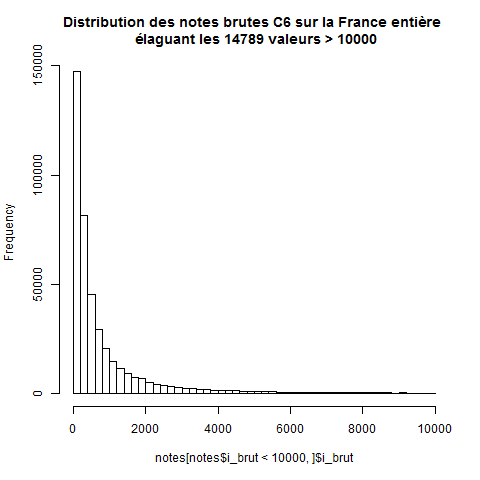 Distribution des notes brutes C6 sur la France entière
élaguant les 14789 valeurs > 10000
Frequency
150000
100000
50000
0
0 2000 4000 6000 8000 10000
notes[notes$i_brut < 10000, ]$i_brut